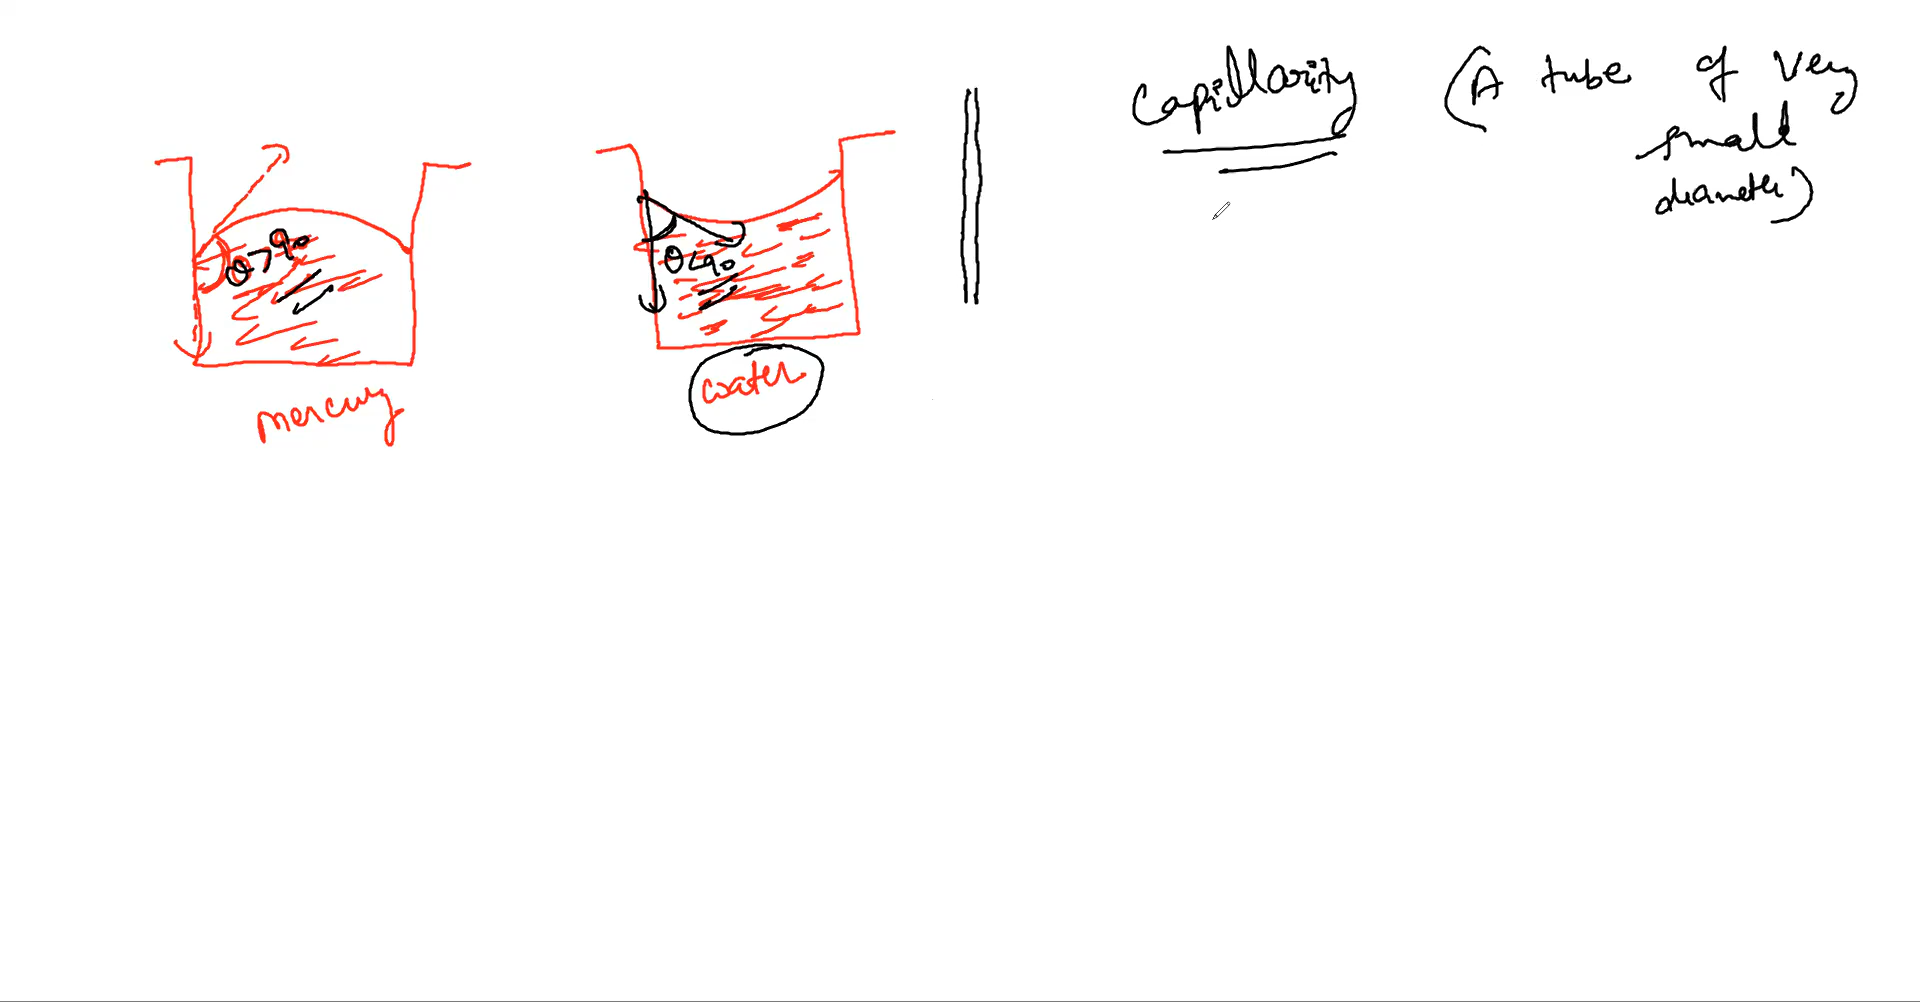 Capillarity (A tube of very
small
diameter)
θ>90
θ<90
water
mercury